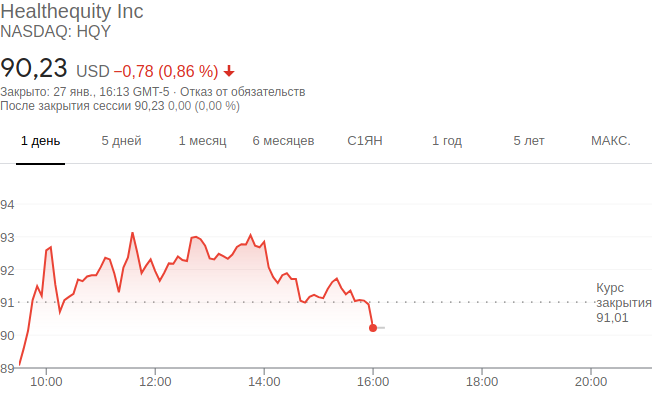 Healthequity Inc
NASDAQ: HQY
90,23 USD −0,78 (0,86 %)
Закрыто: 27 янв., 16:13 GMT-5 · Отказ от обязательств
После закрытия сессии 90,23 0,00 (0,00 %)
1 день 5 дней 1 месяц 6 месяцев С1ЯН 1 год 5 лет МАКС.
94
93
92
91
90
89
Курс
закрытия
91,01
10:00 12:00 14:00 16:00 18:00 20:00